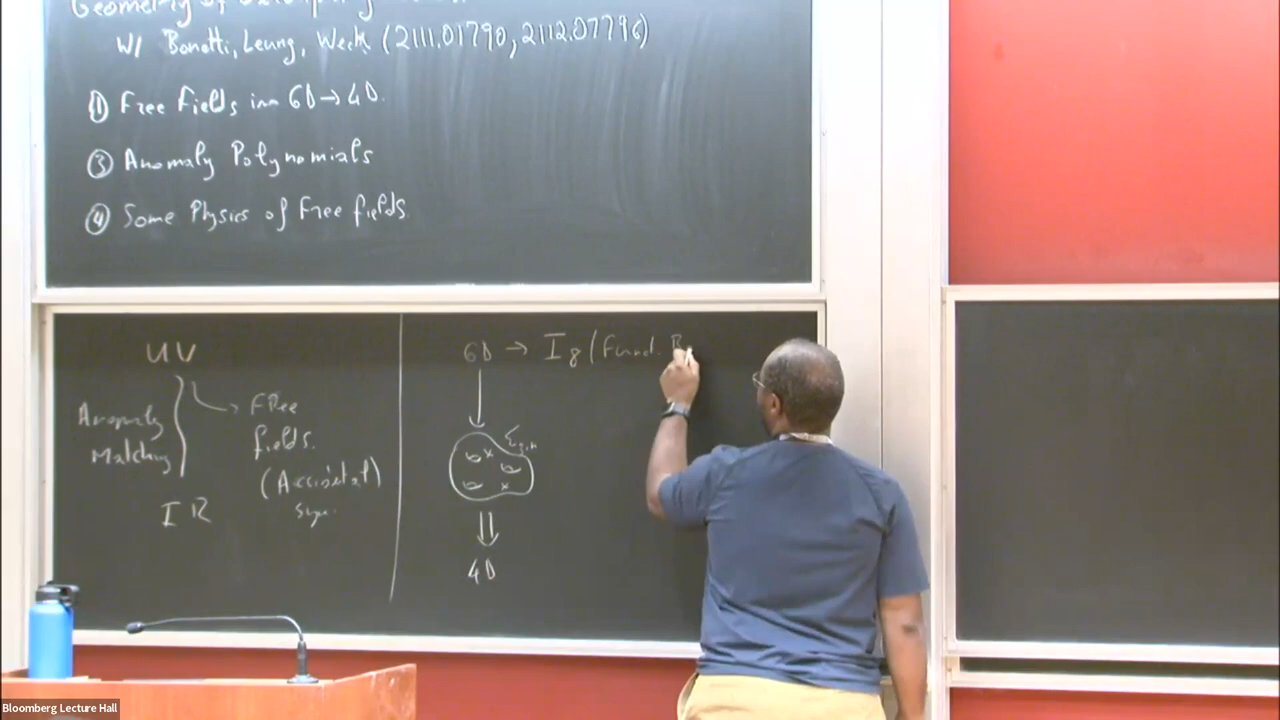 Geometry of
W/ Bonetti, Leung, Weck (2111.01790, 2112.07796)
① Free Fields in 6D → 4D.
③ Anomaly Polynomials
④ Some Physics of Free fields.
UV
Free
fields.
(Accidental)
Sym.
Anomaly
Matching
IR
6D → I8 (Fund. B
Σg,n
4D
Bloomberg Lecture Hall